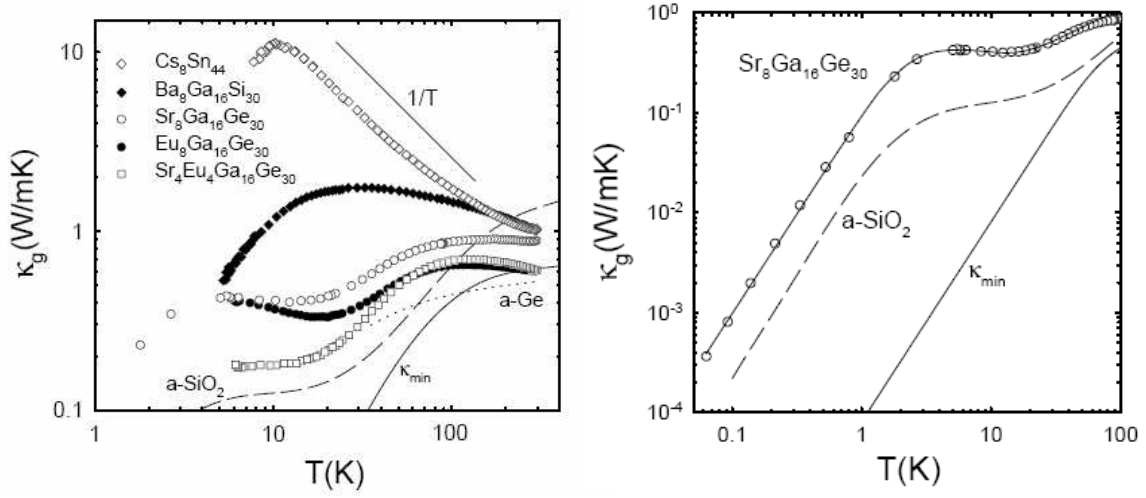 10
1
0.1
κg(W/mK)
Cs8Sn44
Ba8Ga16Si30
Sr8Ga16Ge30
Eu8Ga16Ge30
Sr4Eu4Ga16Ge30
1/T
a-Ge
a-SiO2
κmin
1 10 100
T(K)
10^0
10^-1
10^-2
10^-3
10^-4
κg(W/mK)
Sr8Ga16Ge30
a-SiO2
κmin
0.1 1 10 100
T(K)